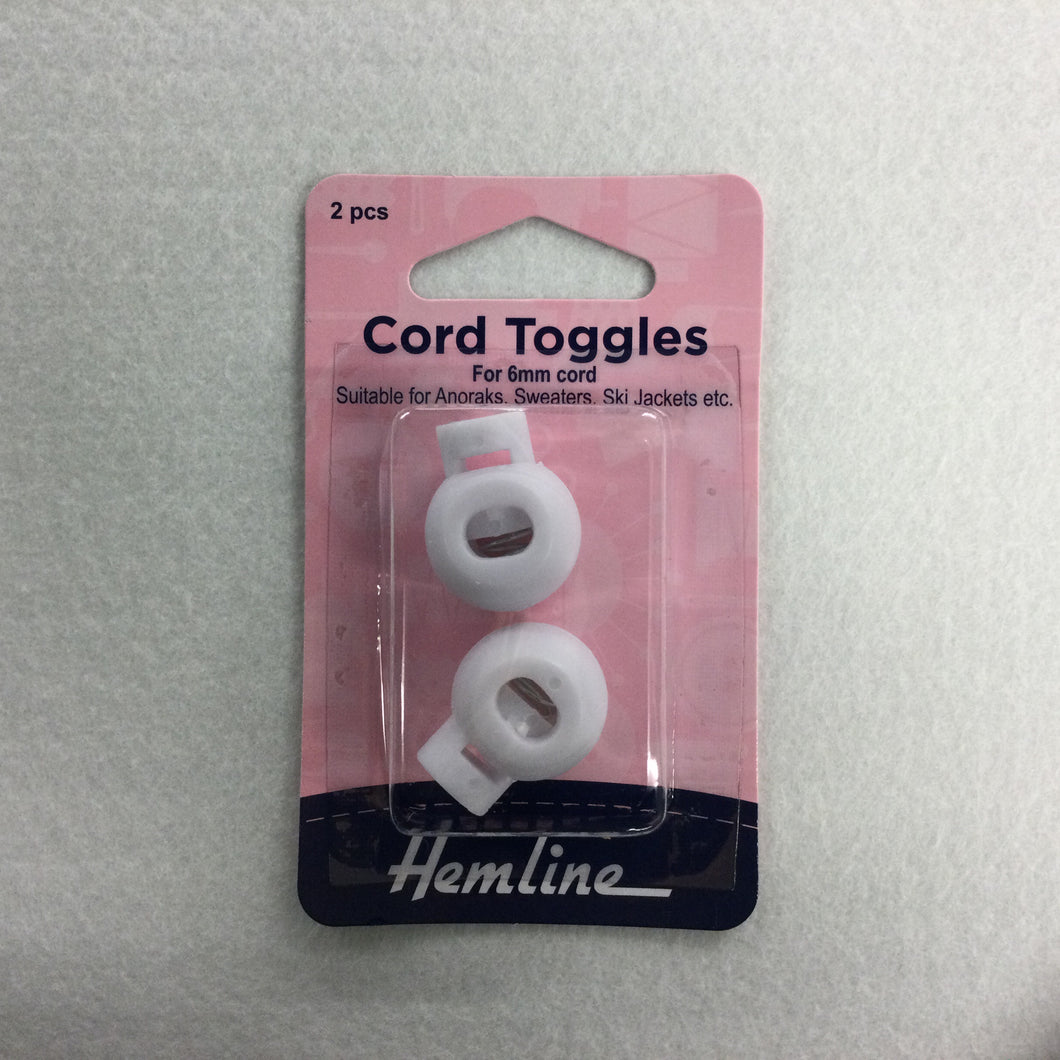 2 pcs
Cord Toggles
For 6mm cord
Suitable for Anoraks, Sweaters, Ski Jackets etc.
Hemline